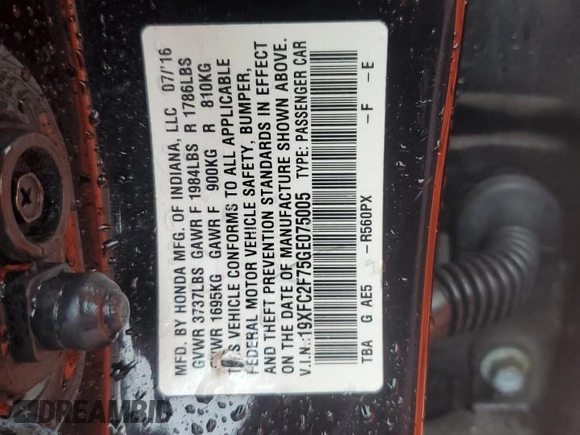 MFD. BY HONDA MFG. OF INDIANA, LLC 07/'16
GVWR 3737LBS GAWR F 1984LBS R 1786LBS
GVWR 1695KG GAWR F 900KG R 810KG
THIS VEHICLE CONFORMS TO ALL APPLICABLE
FEDERAL MOTOR VEHICLE SAFETY, BUMPER,
AND THEFT PREVENTION STANDARDS IN EFFECT
ON THE DATE OF MANUFACTURE SHOWN ABOVE.
V.I.N.:19XFC2F75GE075005 TYPE: PASSENGER CAR
TBA G AE5 -R560PX -F -E
DREAMBID